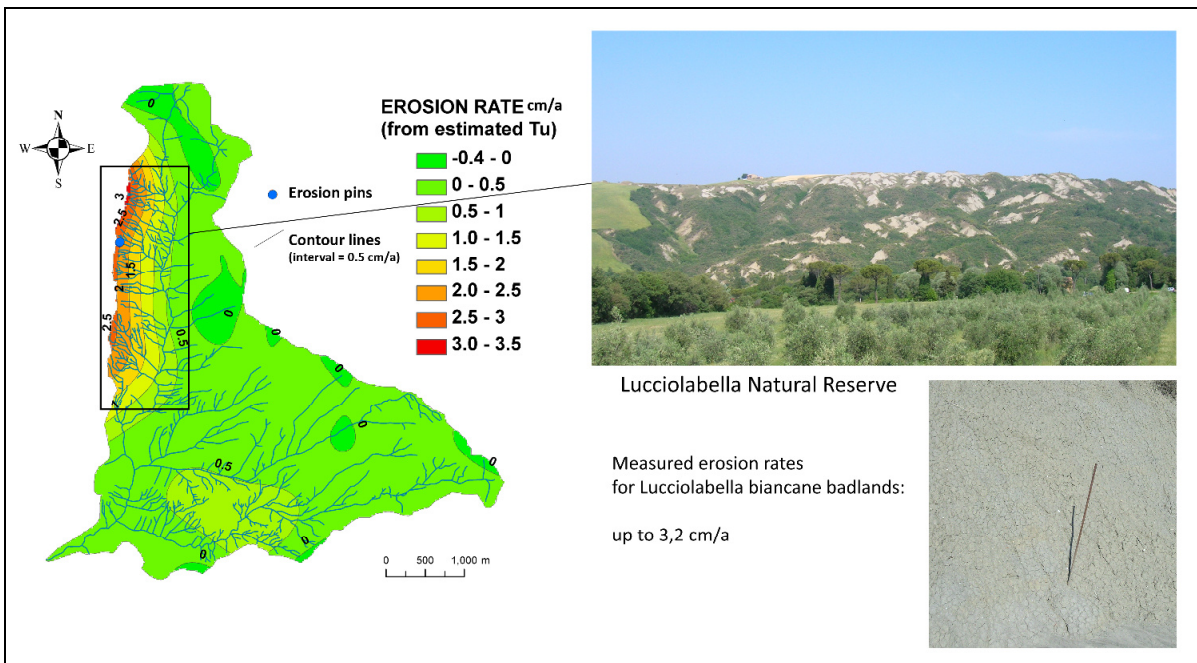 EROSION RATE cm/a
(from estimated Tu)
-0.4 - 0
0 - 0.5
0.5 - 1
1.0 - 1.5
1.5 - 2
2.0 - 2.5
2.5 - 3
3.0 - 3.5
N
W E
S
Erosion pins
Contour lines
(interval = 0.5 cm/a)
0
3
2.5
1.5
2
2.5
0.5
1
0
0
0
0
0
0.5
0
0
0 500 1,000 m
Lucciolabella Natural Reserve
Measured erosion rates
for Lucciolabella biancane badlands:
up to 3,2 cm/a